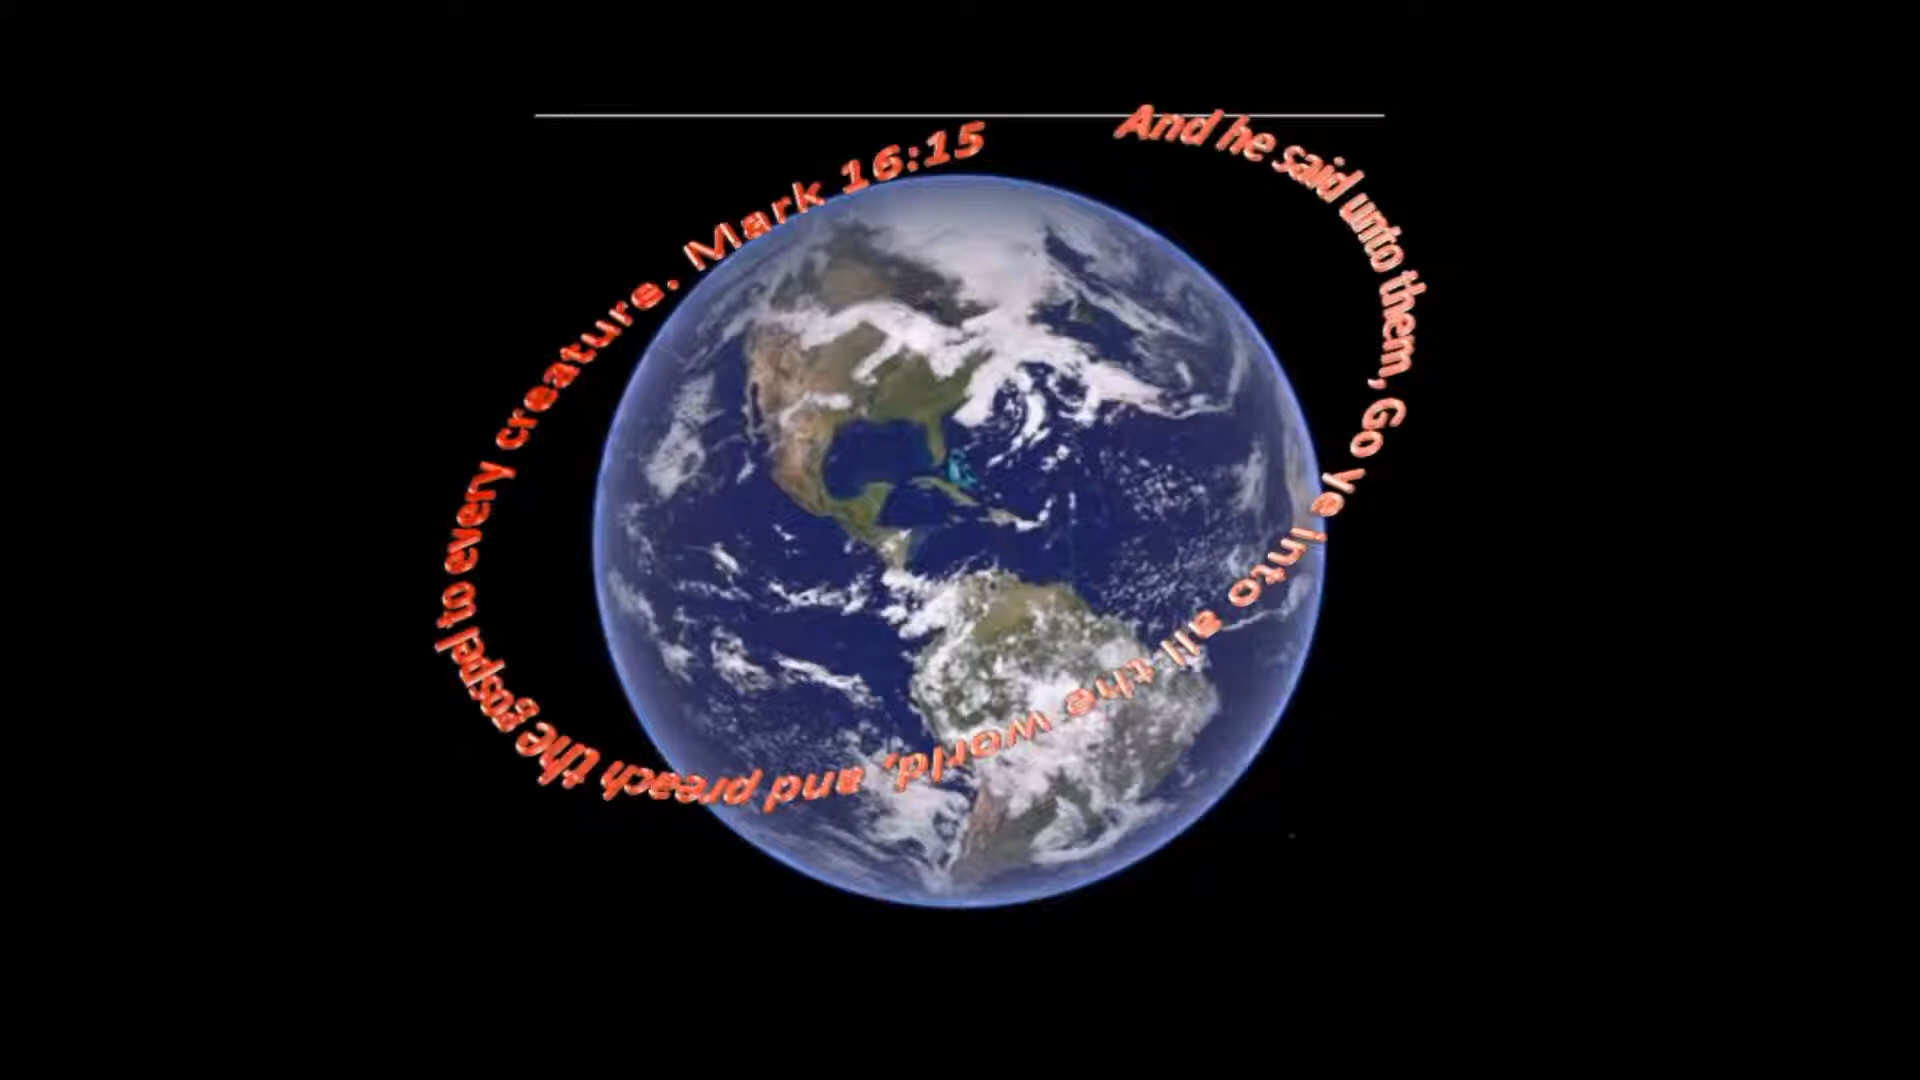 And he said unto them, Go ye into all the world, and preach the gospel to every creature. Mark 16:15